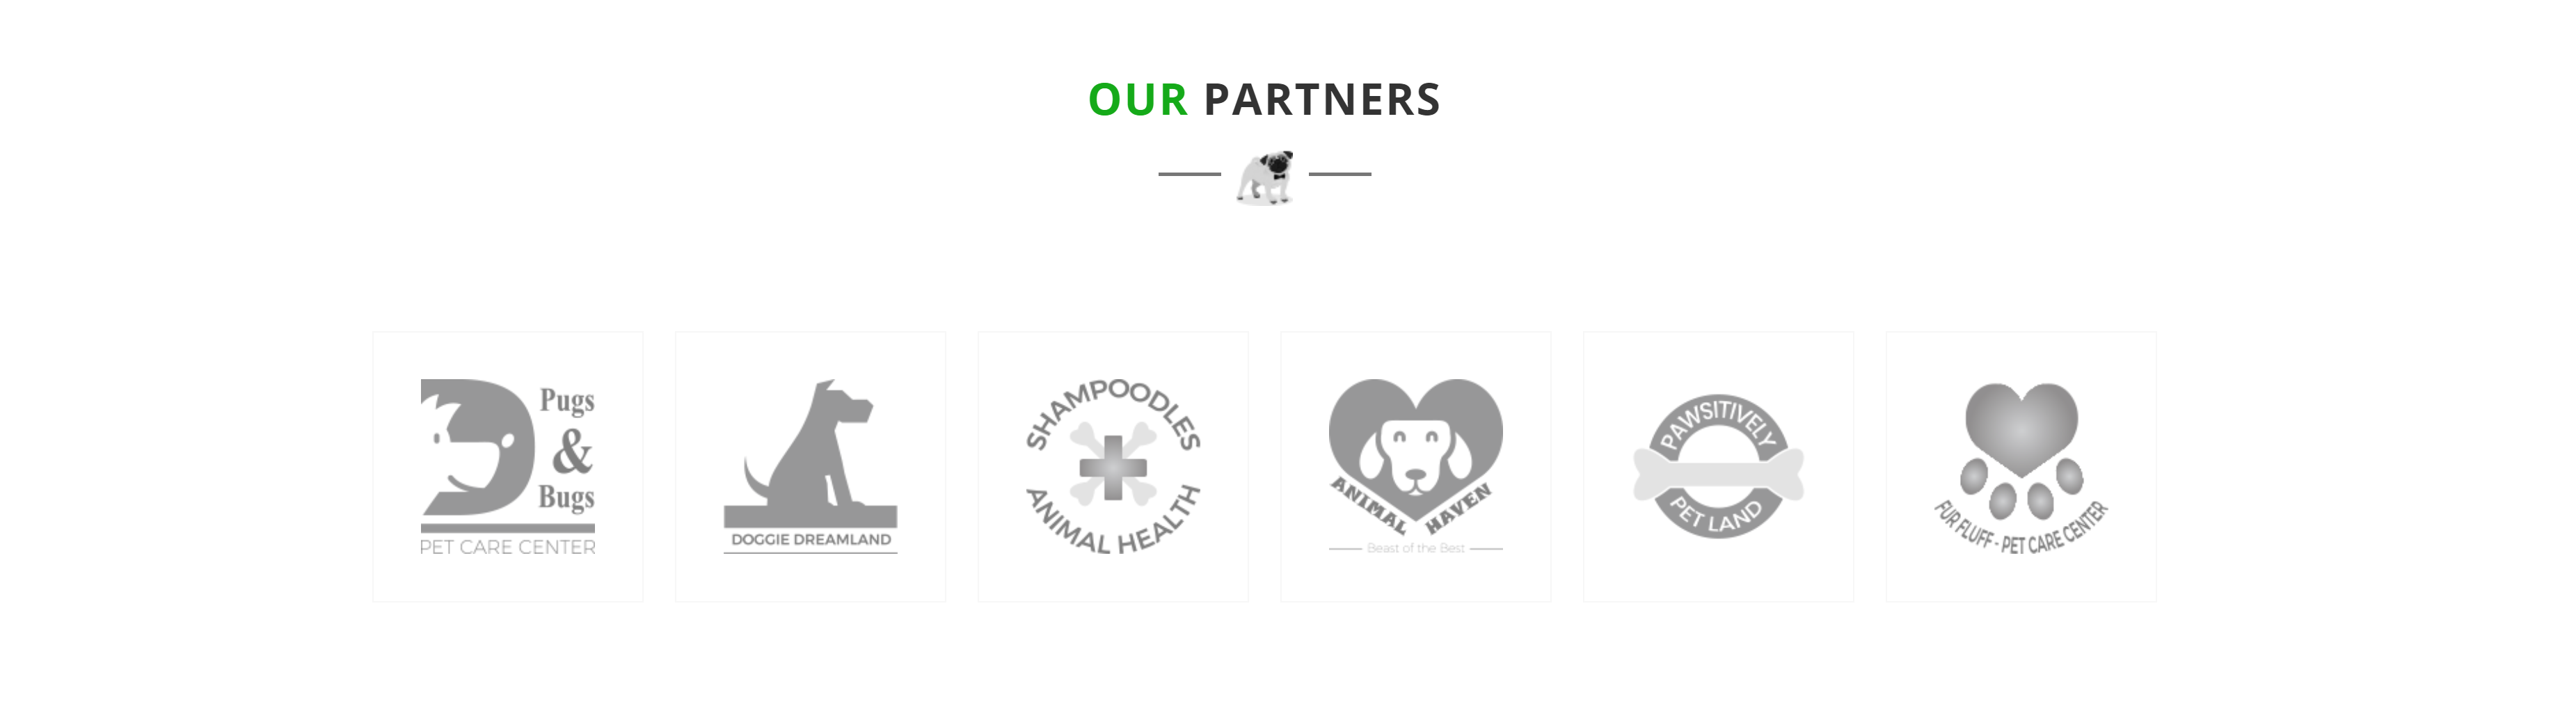 OUR PARTNERS
Pugs
&
Bugs
PET CARE CENTER
DOGGIE DREAMLAND
SHAMPOODLES
ANIMAL HEALTH
ANIMAL HAVEN
Beast of the Best
PAWSITIVELY
PET LAND
FUR FLUFF - PET CARE CENTER